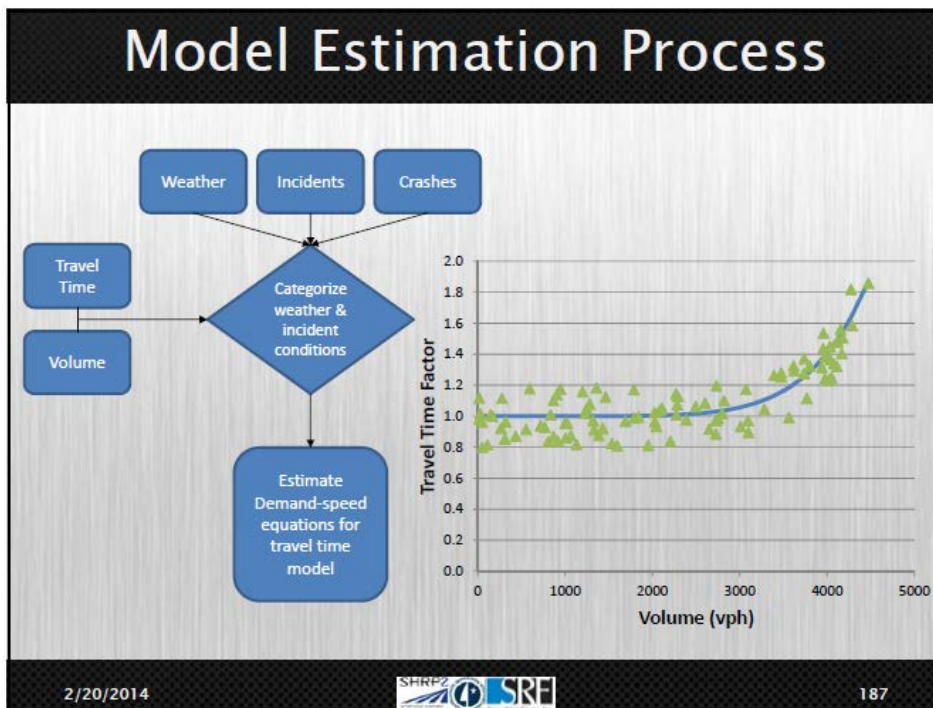 Model Estimation Process
Weather
Incidents
Crashes
Travel
Time
Volume
Categorize
weather &
incident
conditions
Estimate
Demand-speed
equations for
travel time
model
Travel Time Factor
2.0
1.8
1.6
1.4
1.2
1.0
0.8
0.6
0.4
0.2
0.0
0 1000 2000 3000 4000 5000
Volume (vph)
2/20/2014
SHRP2
SRF
187